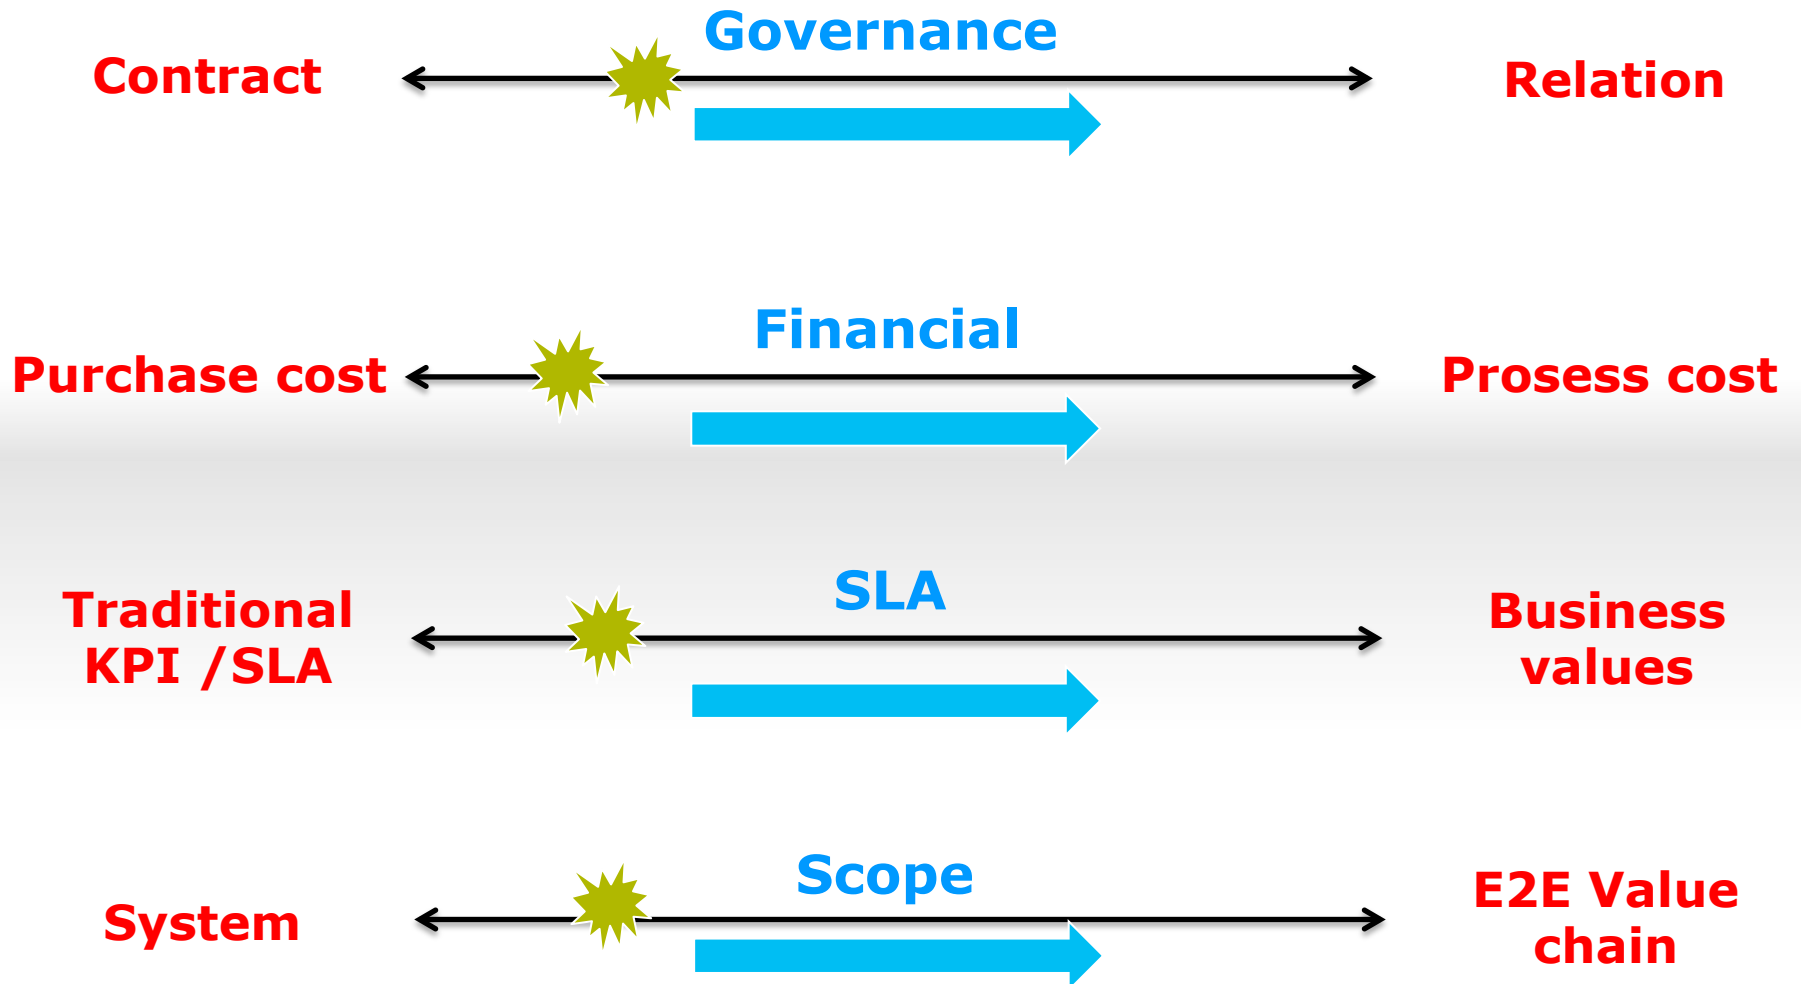 Governance
Contract
Relation
Financial
Purchase cost
Prosess cost
SLA
Traditional
KPI /SLA
Business
values
Scope
System
E2E Value
chain